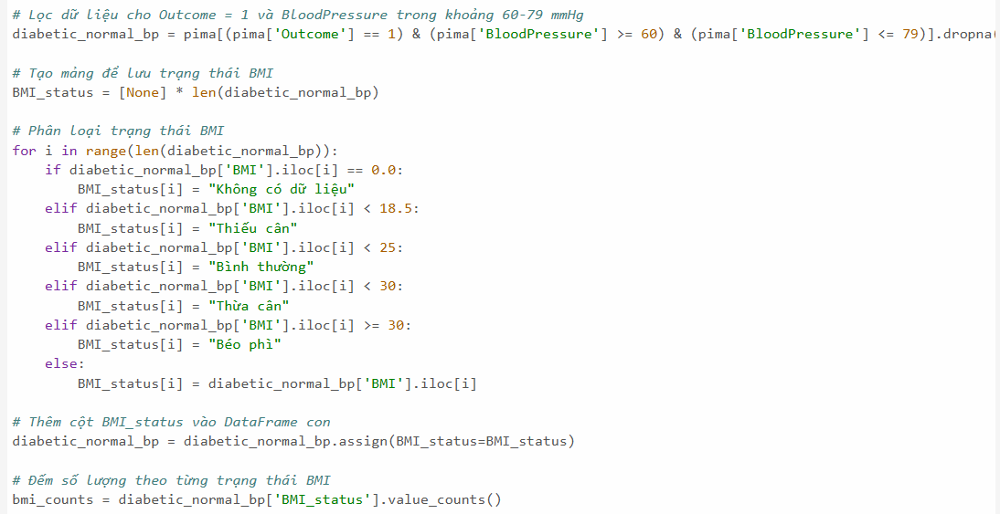 # Lọc dữ liệu cho Outcome = 1 và BloodPressure trong khoảng 60-79 mmHg
diabetic_normal_bp = pima[(pima['Outcome'] == 1) & (pima['BloodPressure'] >= 60) & (pima['BloodPressure'] <= 79)].dropna(
# Tạo mảng để lưu trạng thái BMI
BMI_status = [None] * len(diabetic_normal_bp)
# Phân loại trạng thái BMI
for i in range(len(diabetic_normal_bp)):
    if diabetic_normal_bp['BMI'].iloc[i] == 0.0:
        BMI_status[i] = "Không có dữ liệu"
    elif diabetic_normal_bp['BMI'].iloc[i] < 18.5:
        BMI_status[i] = "Thiếu cân"
    elif diabetic_normal_bp['BMI'].iloc[i] < 25:
        BMI_status[i] = "Bình thường"
    elif diabetic_normal_bp['BMI'].iloc[i] < 30:
        BMI_status[i] = "Thừa cân"
    elif diabetic_normal_bp['BMI'].iloc[i] >= 30:
        BMI_status[i] = "Béo phì"
    else:
        BMI_status[i] = diabetic_normal_bp['BMI'].iloc[i]
# Thêm cột BMI_status vào DataFrame con
diabetic_normal_bp = diabetic_normal_bp.assign(BMI_status=BMI_status)
# Đếm số lượng theo từng trạng thái BMI
bmi_counts = diabetic_normal_bp['BMI_status'].value_counts()